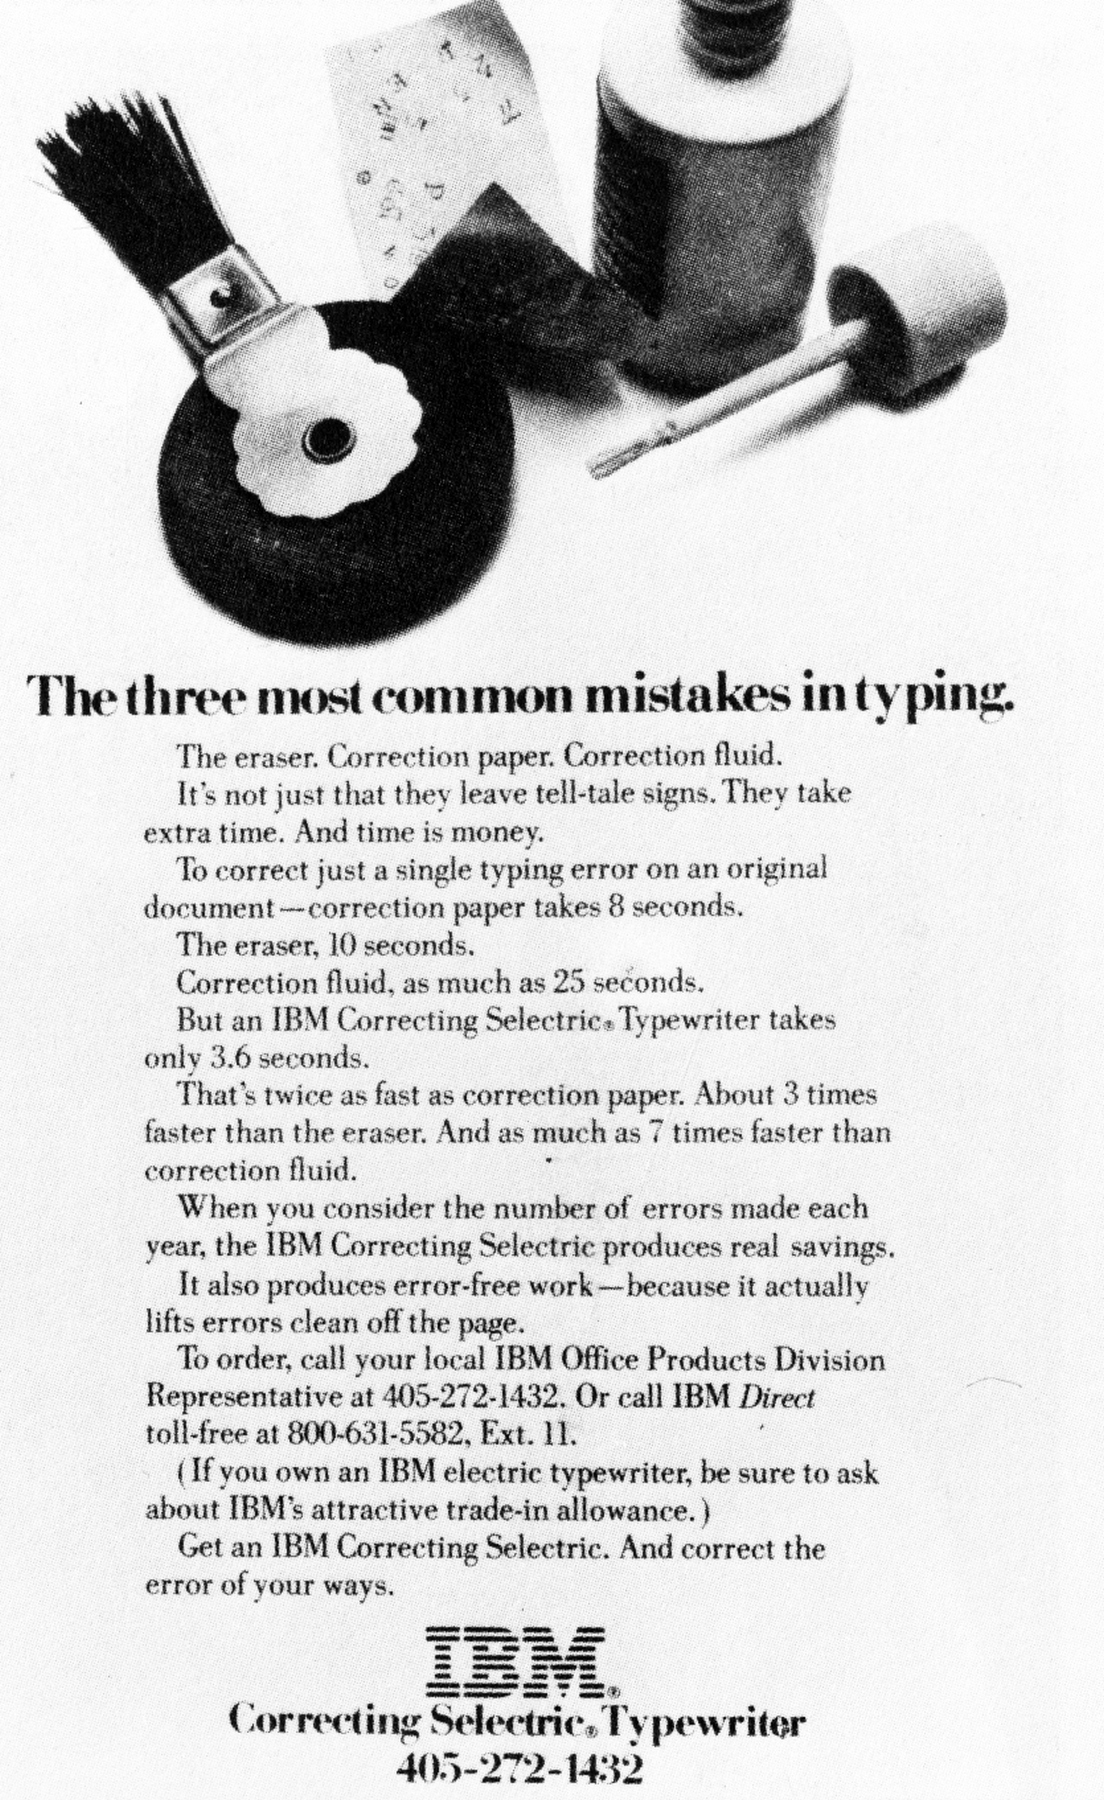 The three most common mistakes in typing.
The eraser. Correction paper. Correction fluid.
It's not just that they leave tell-tale signs. They take
extra time. And time is money.
To correct just a single typing error on an original
document—correction paper takes 8 seconds.
The eraser, 10 seconds.
Correction fluid, as much as 25 seconds.
But an IBM Correcting Selectric® Typewriter takes
only 3.6 seconds.
That's twice as fast as correction paper. About 3 times
faster than the eraser. And as much as 7 times faster than
correction fluid.
When you consider the number of errors made each
year, the IBM Correcting Selectric produces real savings.
It also produces error-free work—because it actually
lifts errors clean off the page.
To order, call your local IBM Office Products Division
Representative at 405-272-1432. Or call IBM Direct
toll-free at 800-631-5582, Ext. 11.
(If you own an IBM electric typewriter, be sure to ask
about IBM's attractive trade-in allowance.)
Get an IBM Correcting Selectric. And correct the
error of your ways.
IBM®
Correcting Selectric® Typewriter
405-272-1432